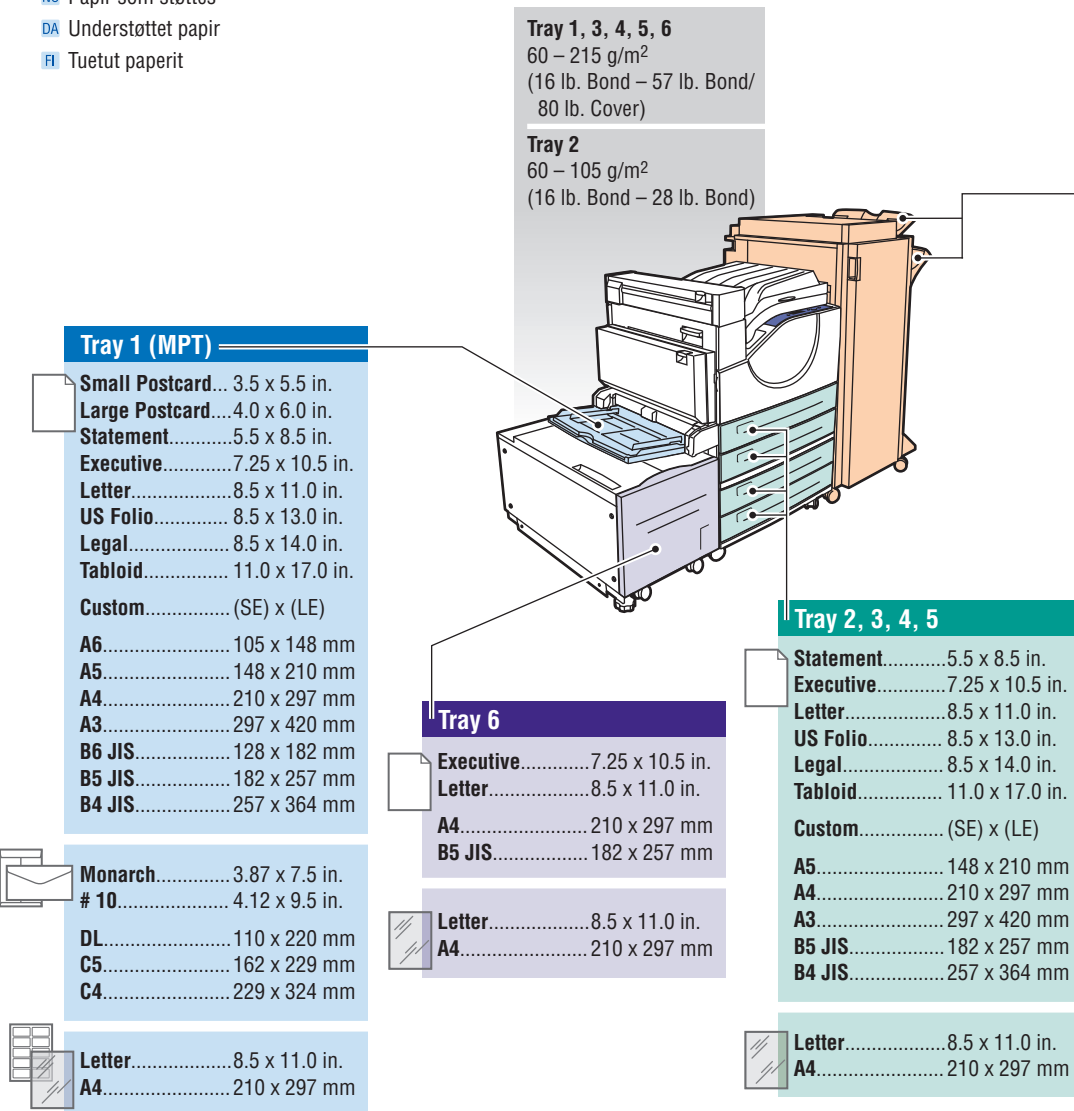 DA Understøttet papir
FI Tuetut paperit
Tray 1, 3, 4, 5, 6
60 – 215 g/m2
(16 lb. Bond – 57 lb. Bond/
80 lb. Cover)
Tray 2
60 – 105 g/m2
(16 lb. Bond – 28 lb. Bond)
Tray 1 (MPT)
Small Postcard... 3.5 x 5.5 in.
Large Postcard....4.0 x 6.0 in.
Statement............5.5 x 8.5 in.
Executive.............7.25 x 10.5 in.
Letter...................8.5 x 11.0 in.
US Folio............... 8.5 x 13.0 in.
Legal................... 8.5 x 14.0 in.
Tabloid................ 11.0 x 17.0 in.
Custom................ (SE) x (LE)
A6........................ 105 x 148 mm
A5........................ 148 x 210 mm
A4........................ 210 x 297 mm
A3........................ 297 x 420 mm
B6 JIS.................. 128 x 182 mm
B5 JIS.................. 182 x 257 mm
B4 JIS.................. 257 x 364 mm
Monarch..............3.87 x 7.5 in.
# 10..................... 4.12 x 9.5 in.
DL........................110 x 220 mm
C5........................ 162 x 229 mm
C4........................ 229 x 324 mm
Letter...................8.5 x 11.0 in.
A4........................ 210 x 297 mm
Tray 6
Executive.............7.25 x 10.5 in.
Letter...................8.5 x 11.0 in.
A4........................ 210 x 297 mm
B5 JIS.................. 182 x 257 mm
Letter...................8.5 x 11.0 in.
A4........................ 210 x 297 mm
Tray 2, 3, 4, 5
Statement............5.5 x 8.5 in.
Executive.............7.25 x 10.5 in.
Letter...................8.5 x 11.0 in.
US Folio............... 8.5 x 13.0 in.
Legal................... 8.5 x 14.0 in.
Tabloid................ 11.0 x 17.0 in.
Custom................ (SE) x (LE)
A5........................ 148 x 210 mm
A4........................ 210 x 297 mm
A3........................ 297 x 420 mm
B5 JIS.................. 182 x 257 mm
B4 JIS.................. 257 x 364 mm
Letter...................8.5 x 11.0 in.
A4........................ 210 x 297 mm